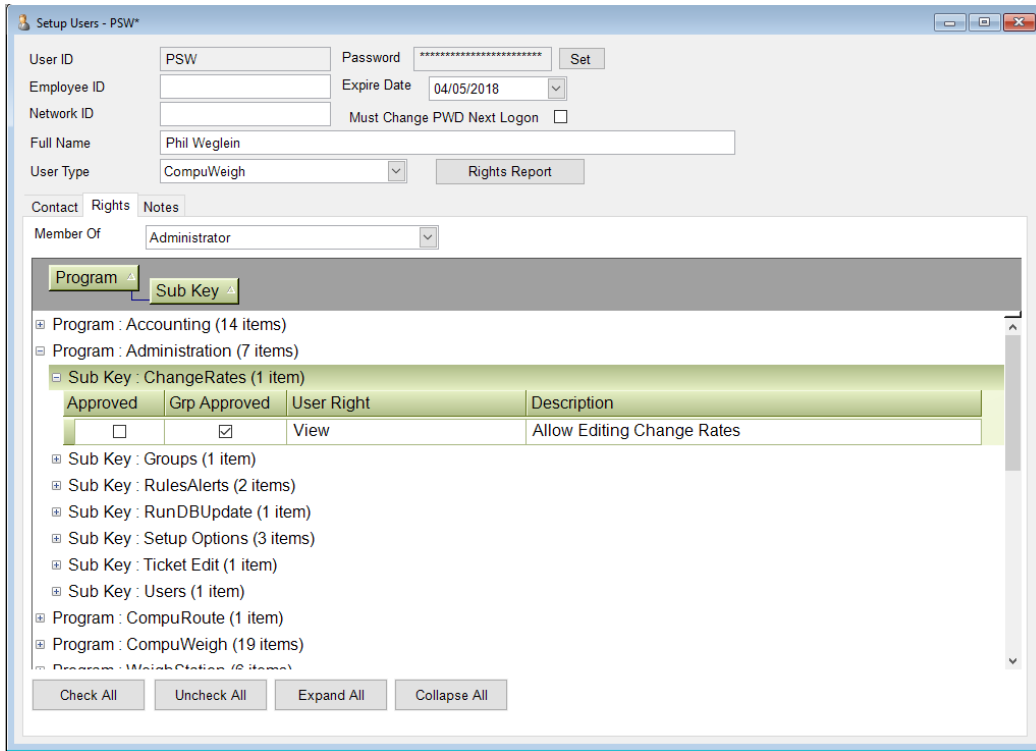 Setup Users - PSW*
User ID PSW Password ************************ Set
Employee ID Expire Date 04/05/2018
Network ID Must Change PWD Next Logon
Full Name Phil Weglein
User Type CompuWeigh Rights Report
Contact Rights Notes
Member Of Administrator
Program
Sub Key
Program : Accounting (14 items)
Program : Administration (7 items)
Sub Key : ChangeRates (1 item)
Approved Grp Approved User Right Description
View Allow Editing Change Rates
Sub Key : Groups (1 item)
Sub Key : RulesAlerts (2 items)
Sub Key : RunDBUpdate (1 item)
Sub Key : Setup Options (3 items)
Sub Key : Ticket Edit (1 item)
Sub Key : Users (1 item)
Program : CompuRoute (1 item)
Program : CompuWeigh (19 items)
Program : WeighStation (6 items)
Check All Uncheck All Expand All Collapse All